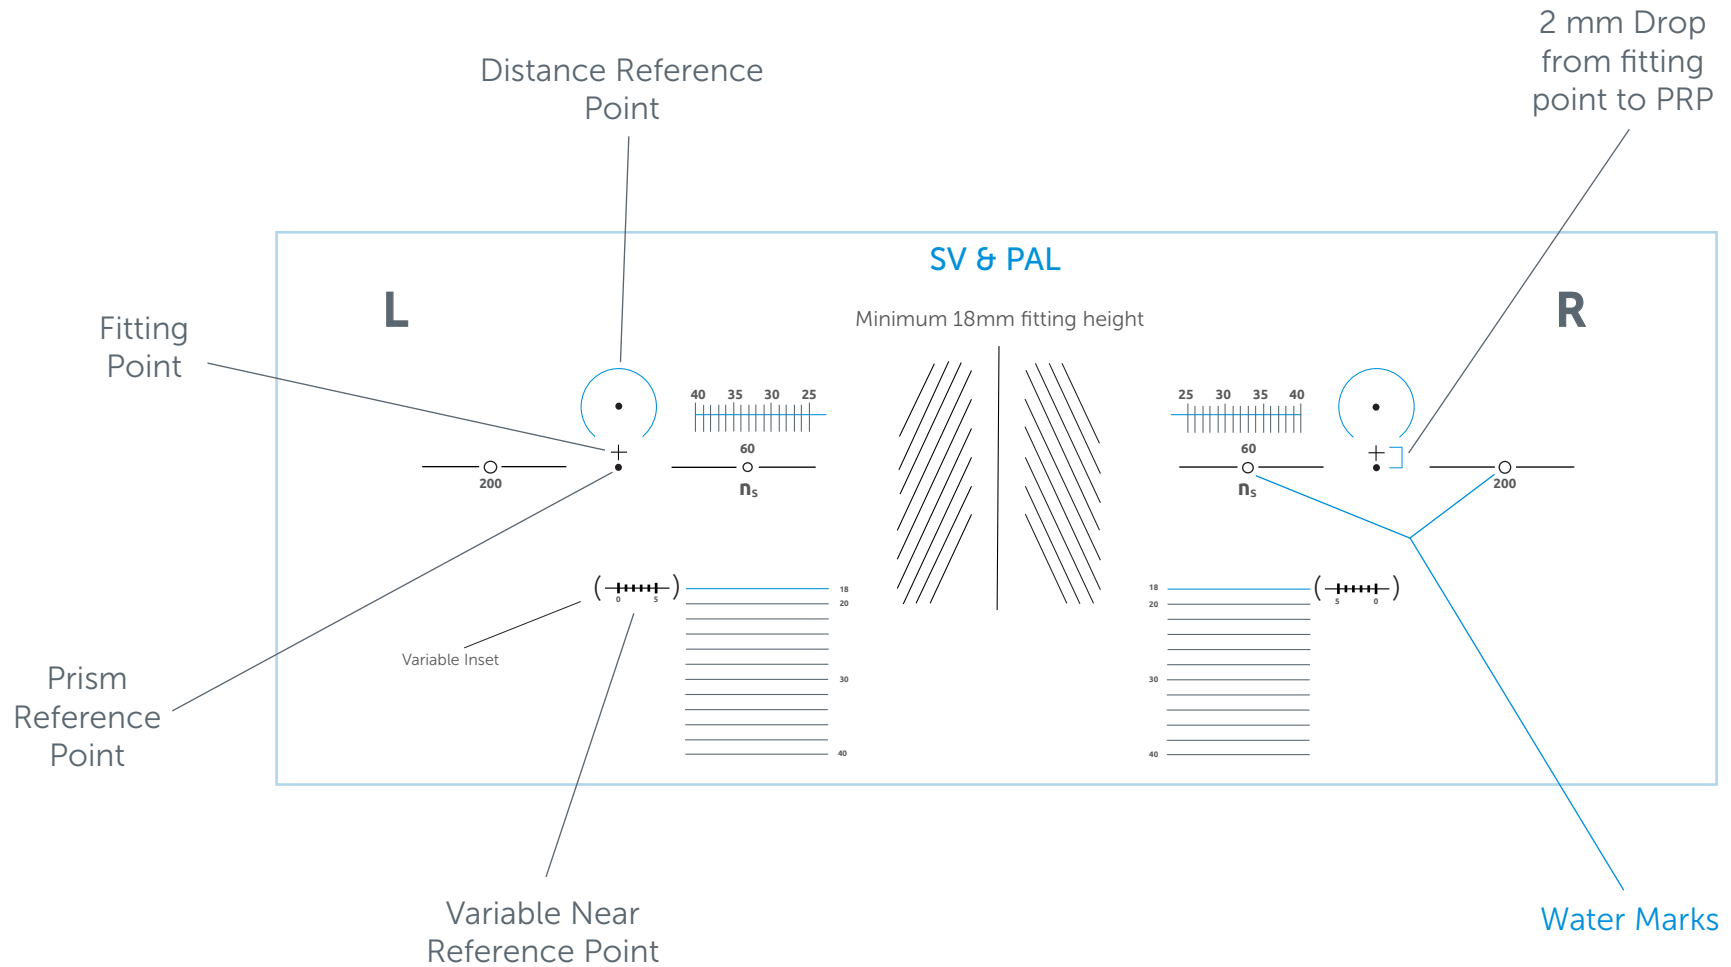 2 mm Drop
from fitting
point to PRP
Distance Reference
Point
SV & PAL
L
R
Minimum 18mm fitting height
Fitting
Point
40 35 30 25
25 30 35 40
60
60
200
n s
n s
200
0 5
18
18
5 0
20
20
Variable Inset
30
30
Prism
Reference
Point
40
40
Variable Near
Reference Point
Water Marks